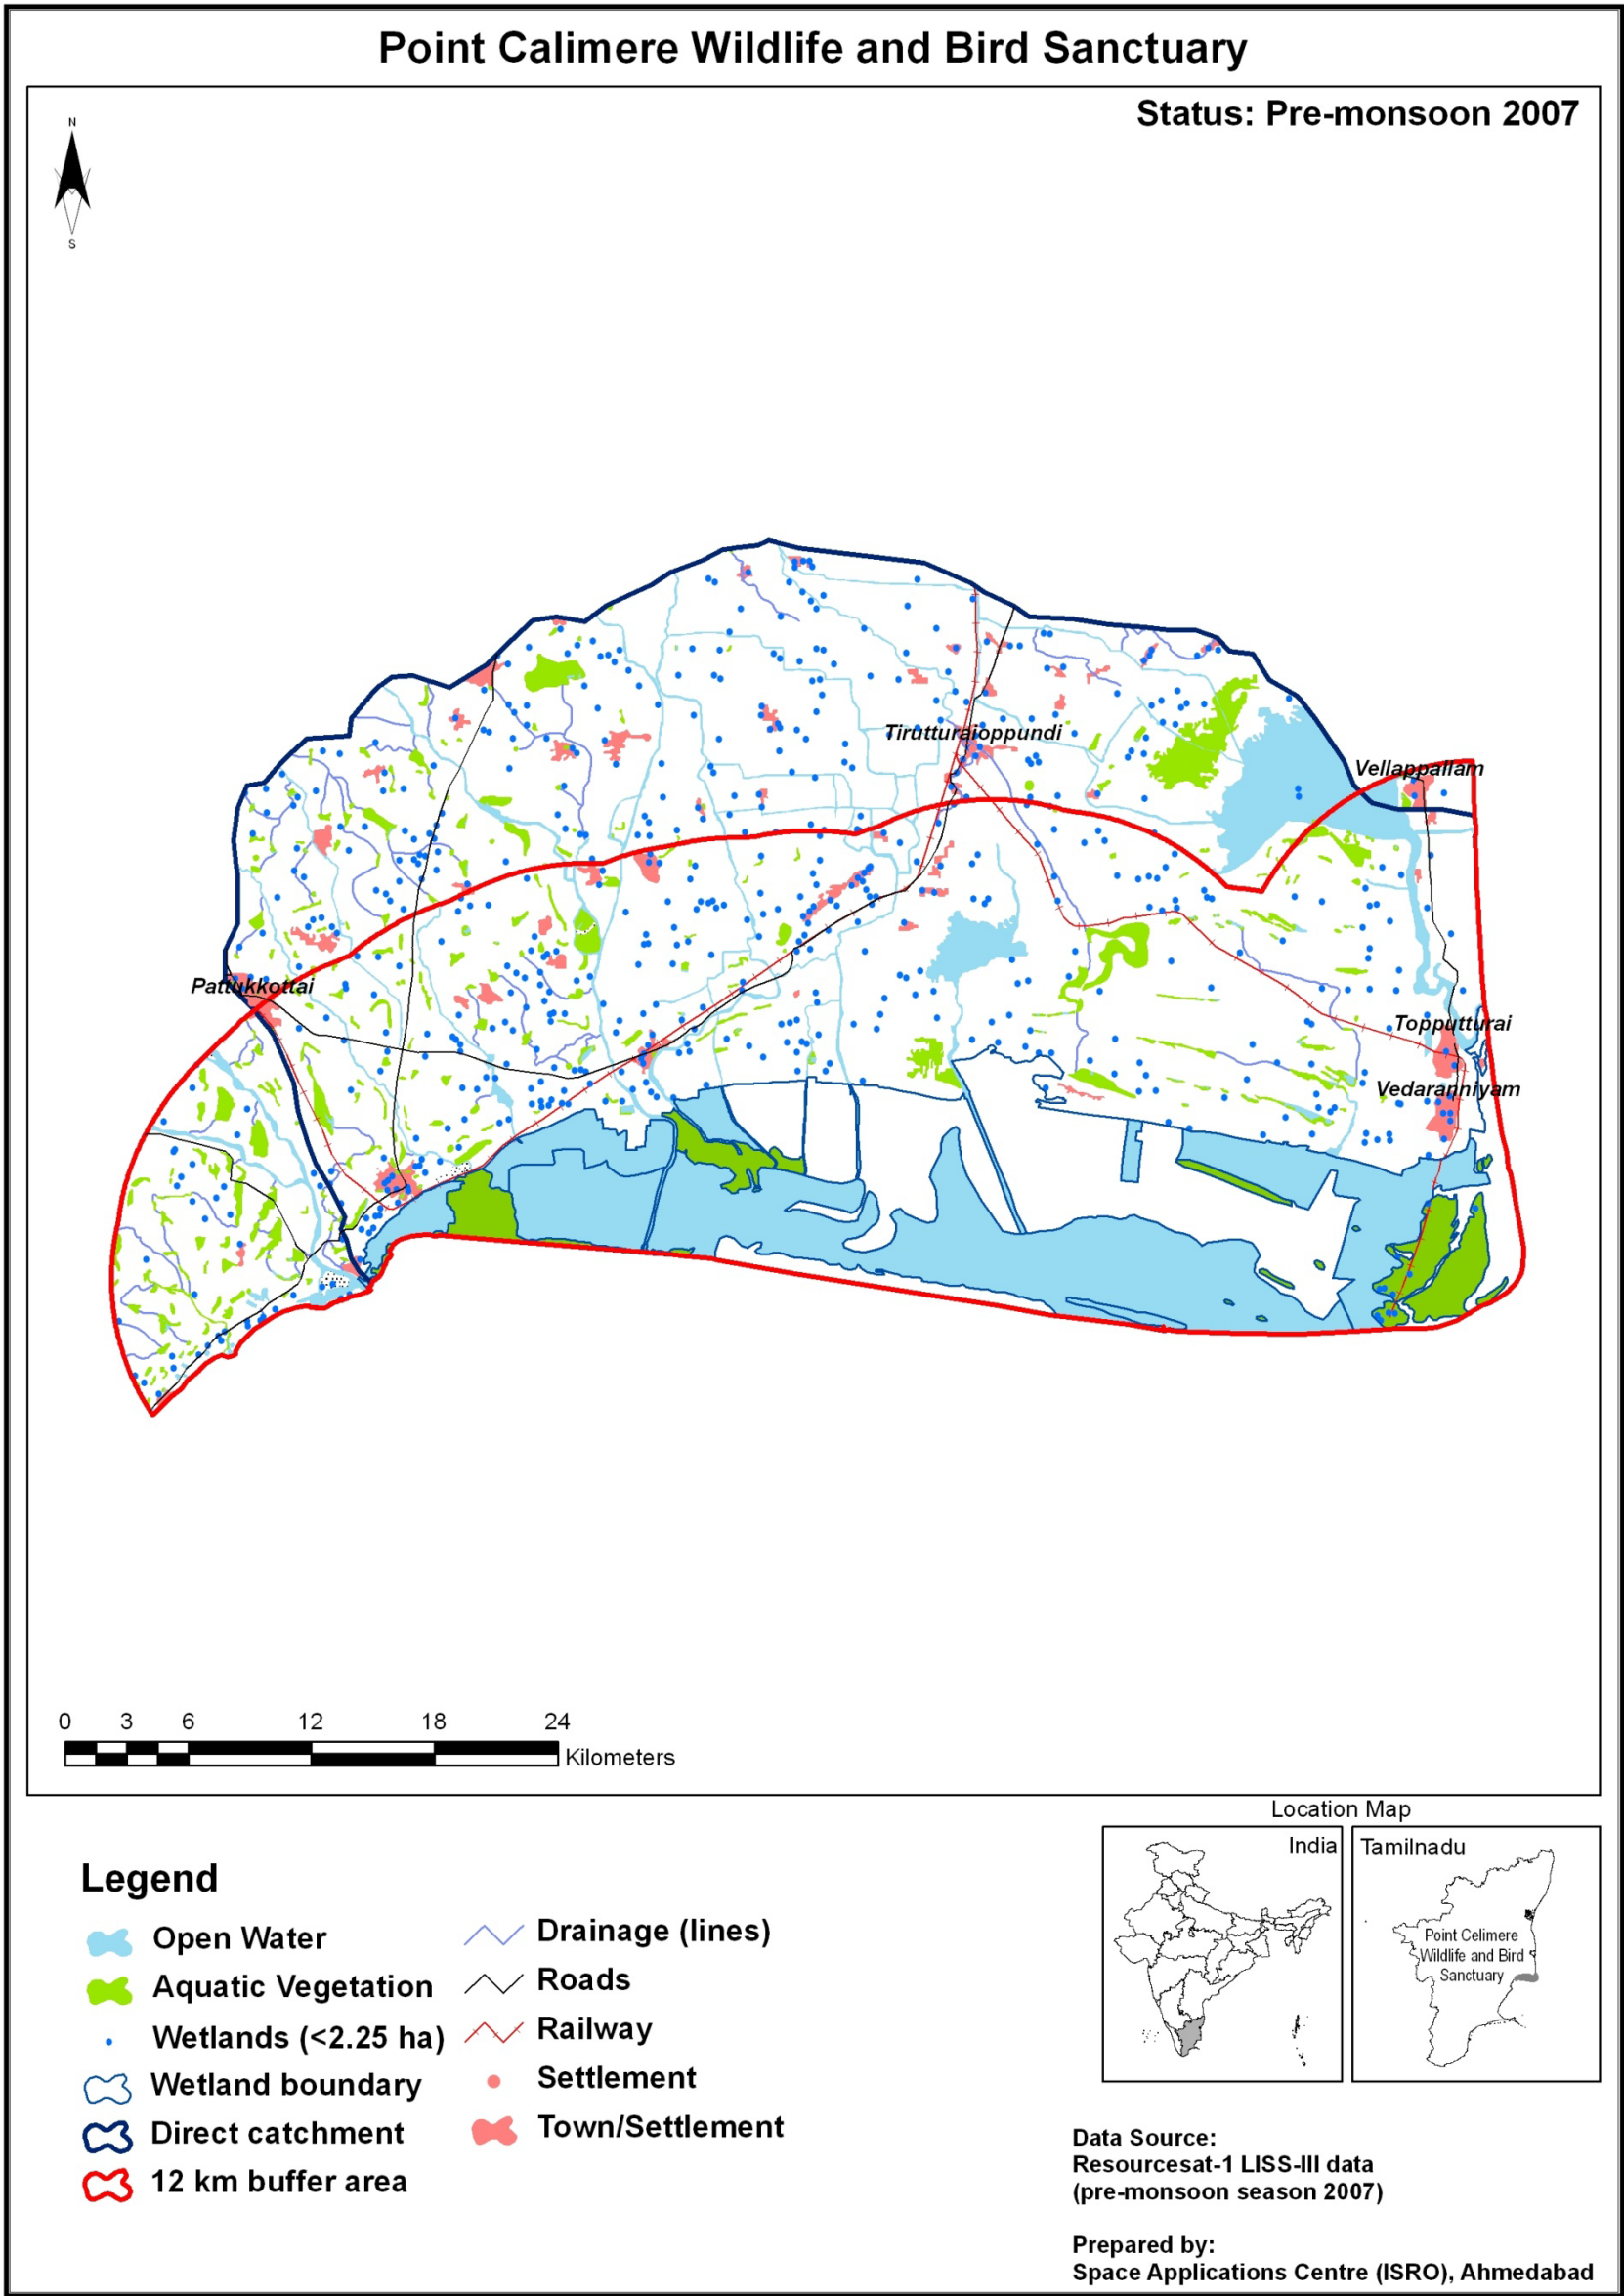 Point Calimere Wildlife and Bird Sanctuary
Status: Pre-monsoon 2007
N
S
Tirutturaioppundi
Vellappallam
Pattukkottai
Topputturai
Vedaranniyam
0 3 6 12 18 24
Kilometers
Location Map
India
Tamilnadu
Point Celimere
Wildlife and Bird
Sanctuary
Legend
Open Water
Aquatic Vegetation
Wetlands (<2.25 ha)
Wetland boundary
Direct catchment
12 km buffer area
Drainage (lines)
Roads
Railway
Settlement
Town/Settlement
Data Source:
Resourcesat-1 LISS-III data
(pre-monsoon season 2007)
Prepared by:
Space Applications Centre (ISRO), Ahmedabad